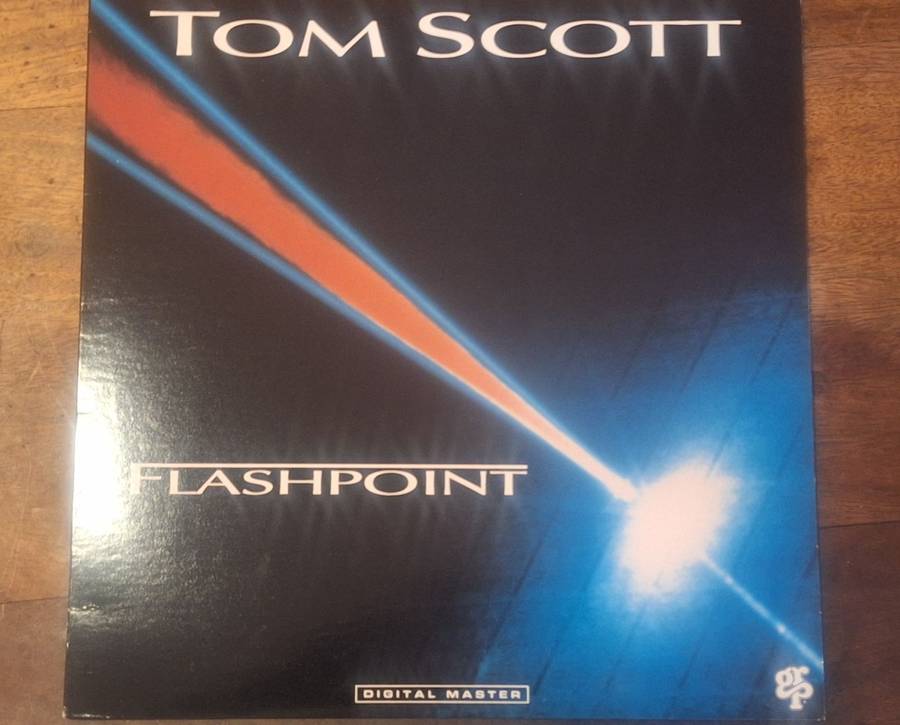 TOM SCOTT
FLASHPOINT
DIGITAL MASTER
grp